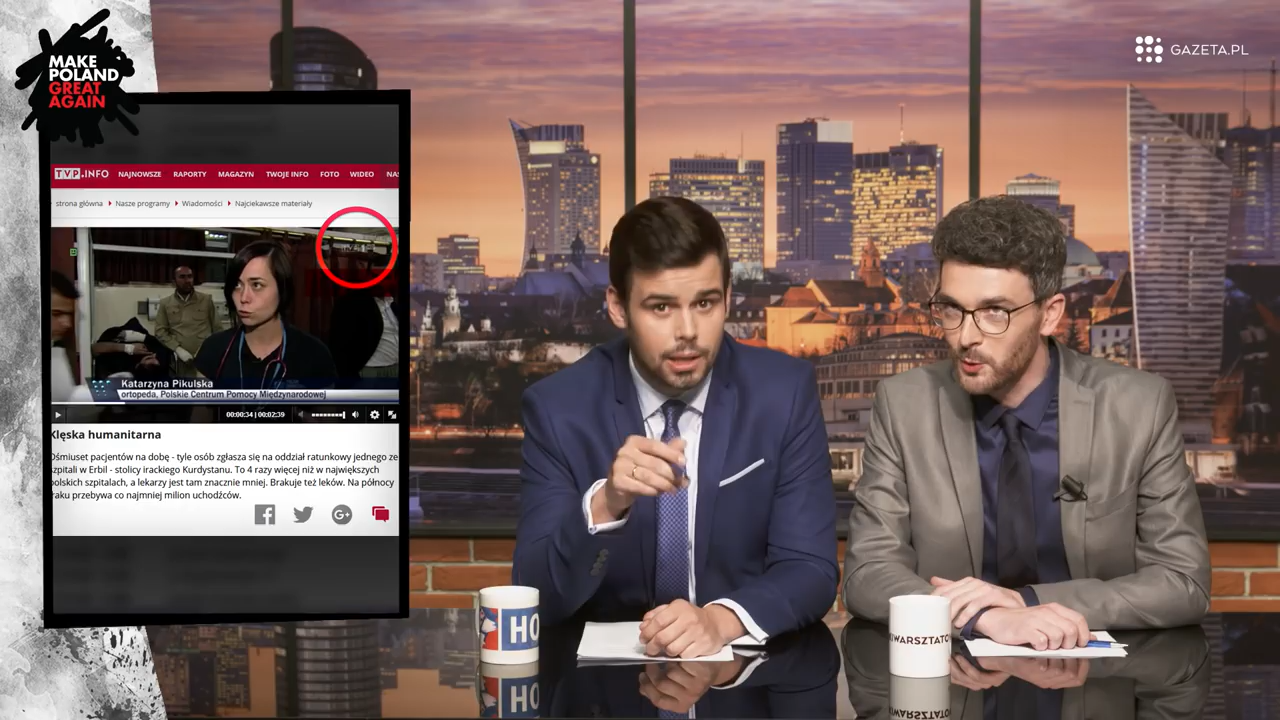 MAKE
POLAND
GREAT
AGAIN
GAZETA.PL
TVP.INFO NAJNOWSZE RAPORTY MAGAZYN TWOJE INFO FOTO WIDEO
strona główna Nasze programy Wiadomości Najciekawsze materiały
Katarzyna Pikulska
ortopeda, Polskie Centrum Pomocy Międzynarodowej
00:00:34 | 00:02:39
Klęska humanitarna
Ośmiuset pacjentów na dobę - tyle osób zgłasza się na oddział ratunkowy jednego ze
szpitali w Erbil - stolicy irackiego Kurdystanu. To 4 razy więcej niż w największych
polskich szpitalach, a lekarzy jest tam znacznie mniej. Brakuje też leków. Na północy
Iraku przebywa co najmniej milion uchodźców.
HO
WARSZTATO